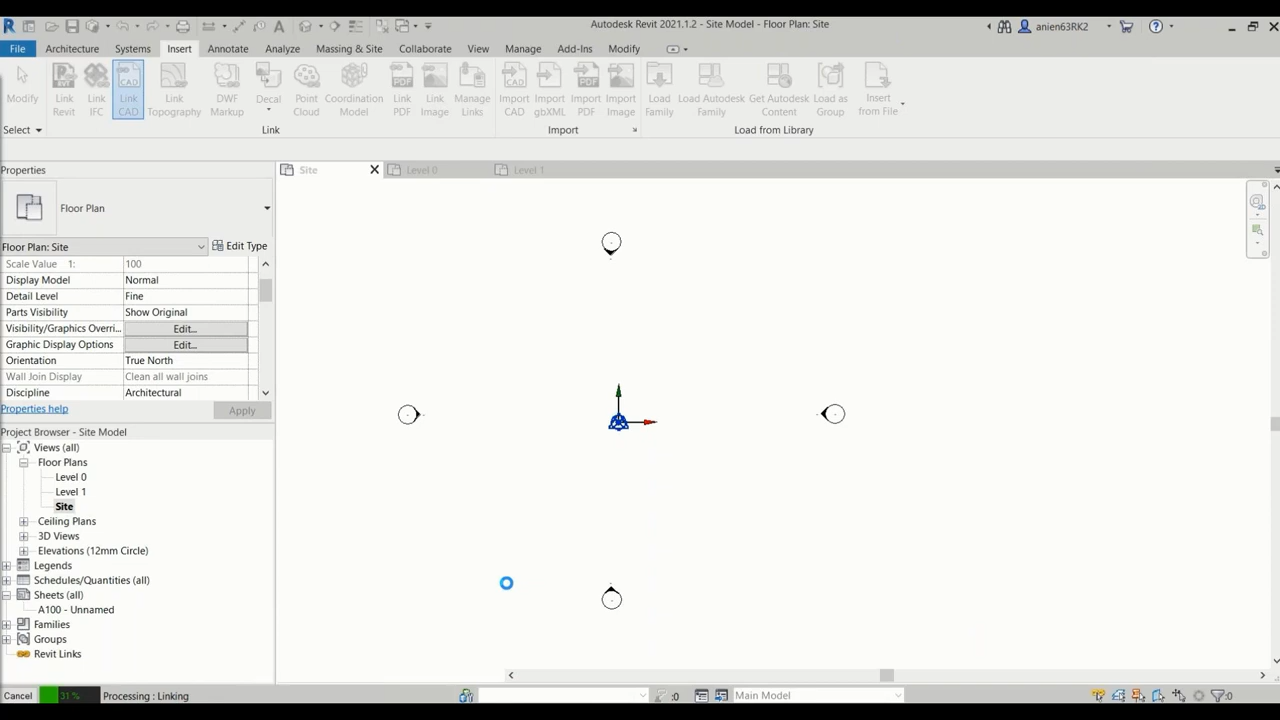 Autodesk Revit 2021.1.2 - Site Model - Floor Plan: Site
anien63RK2
File Architecture Systems Insert Annotate Analyze Massing & Site Collaborate View Manage Add-Ins Modify
Modify
Link Revit
Link IFC
Link CAD
Link Topography
DWF Markup
Decal
Point Cloud
Coordination Model
Link PDF
Link Image
Manage Links
Import CAD
Import gbXML
Import PDF
Import Image
Load Family
Load Autodesk Family
Get Autodesk Content
Load as Group
Insert from File
Select Link Import Load from Library
Properties
Site Level 0 Level 1
Floor Plan
Floor Plan: Site Edit Type
Scale Value 1: 100
Display Model Normal
Detail Level Fine
Parts Visibility Show Original
Visibility/Graphics Overri... Edit...
Graphic Display Options Edit...
Orientation True North
Wall Join Display Clean all wall joins
Discipline Architectural
Properties help Apply
Project Browser - Site Model
Views (all)
Floor Plans
Level 0
Level 1
Site
Ceiling Plans
3D Views
Elevations (12mm Circle)
Legends
Schedules/Quantities (all)
Sheets (all)
A100 - Unnamed
Families
Groups
Revit Links
Cancel 31 % Processing : Linking :0 Main Model :0